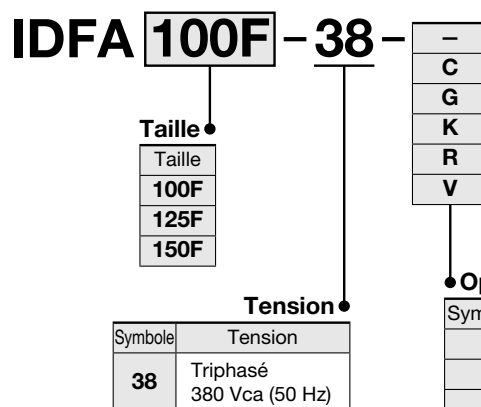 IDFA 100F – 38 –
–
C
G
K
R
V
Taille
Taille
100F
125F
150F
Tension
Symbole Tension
38 Triphasé
380 Vca (50 Hz)